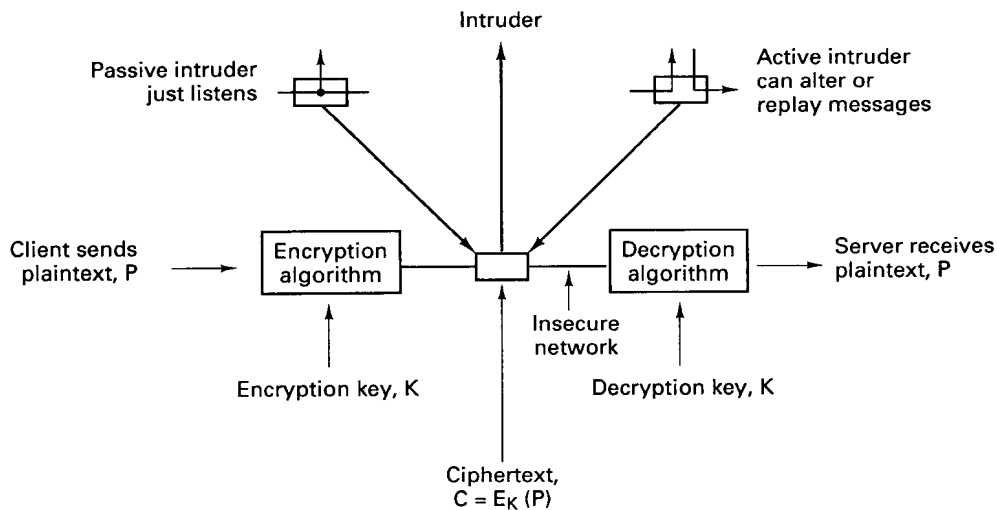 Intruder
Passive intruder
just listens
Active intruder
can alter or
replay messages
Client sends
plaintext, P
Encryption
algorithm
Decryption
algorithm
Server receives
plaintext, P
Insecure
network
Encryption key, K
Decryption key, K
Ciphertext,
C = EK (P)